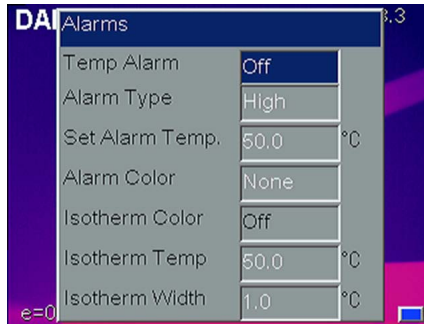 DAI 3.3
Alarms
Temp Alarm Off
Alarm Type High
Set Alarm Temp. 50.0 °C
Alarm Color None
Isotherm Color Off
Isotherm Temp 50.0 °C
Isotherm Width 1.0 °C
e=0